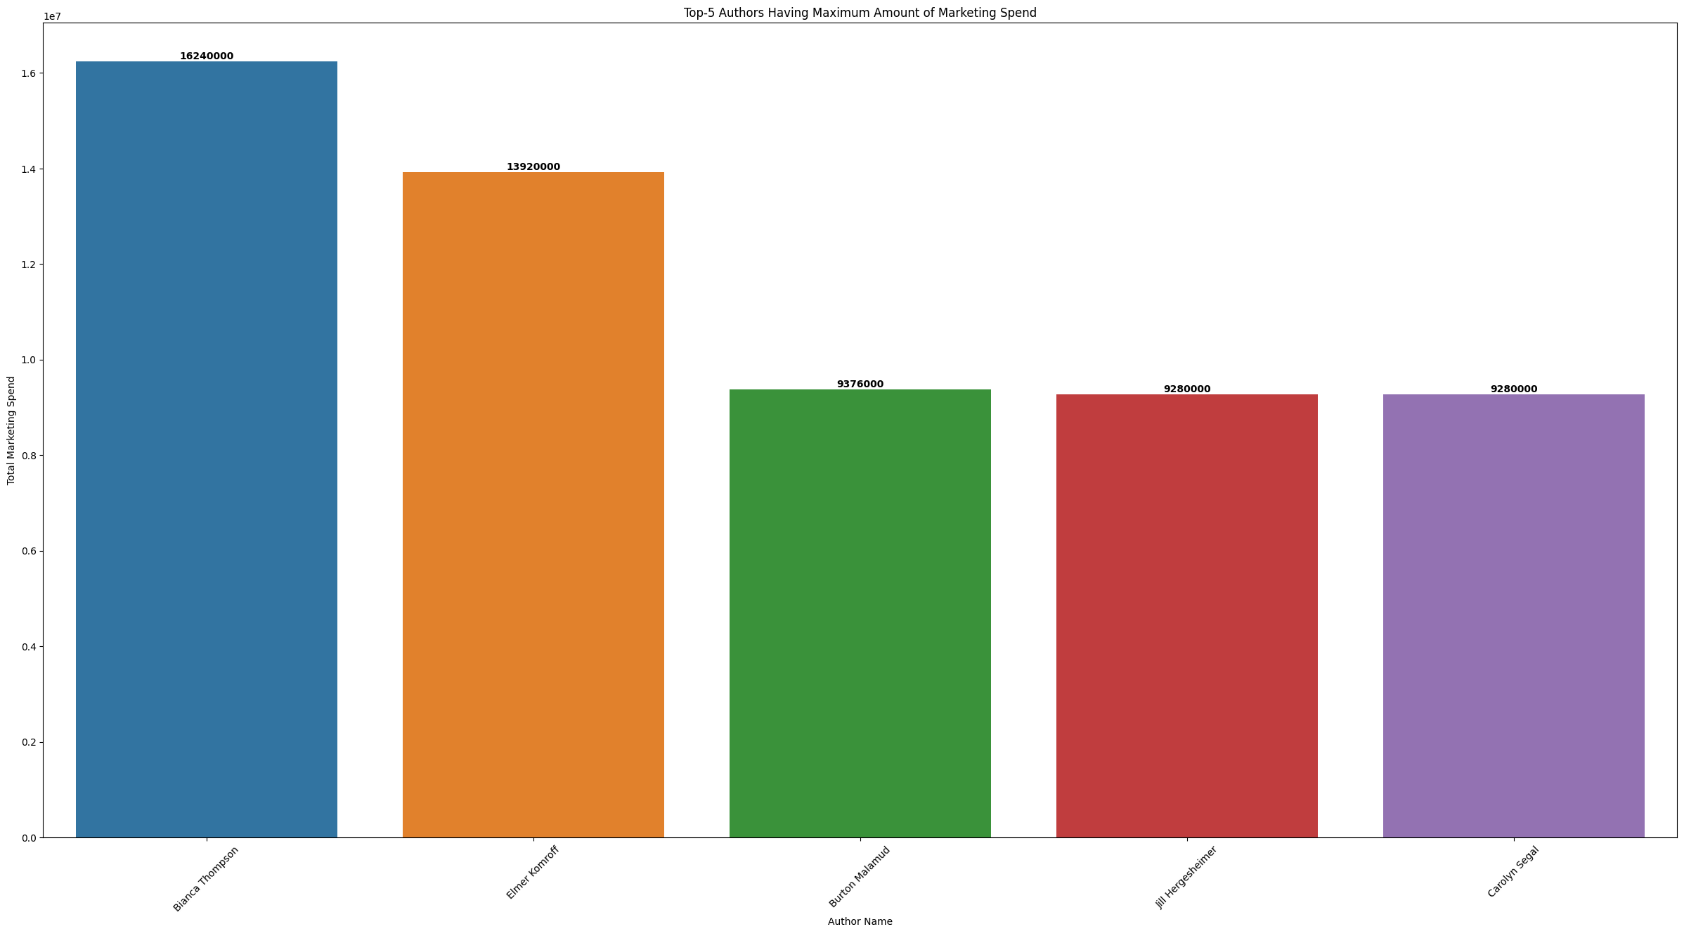 Top-5 Authors Having Maximum Amount of Marketing Spend
1e7
16240000
13920000
9376000
9280000
9280000
1.6
1.4
1.2
1.0
0.8
0.6
0.4
0.2
0.0
Total Marketing Spend
Bianca Thompson
Elmer Komroff
Burton Malamud
Jill Hergesheimer
Carolyn Segal
Author Name